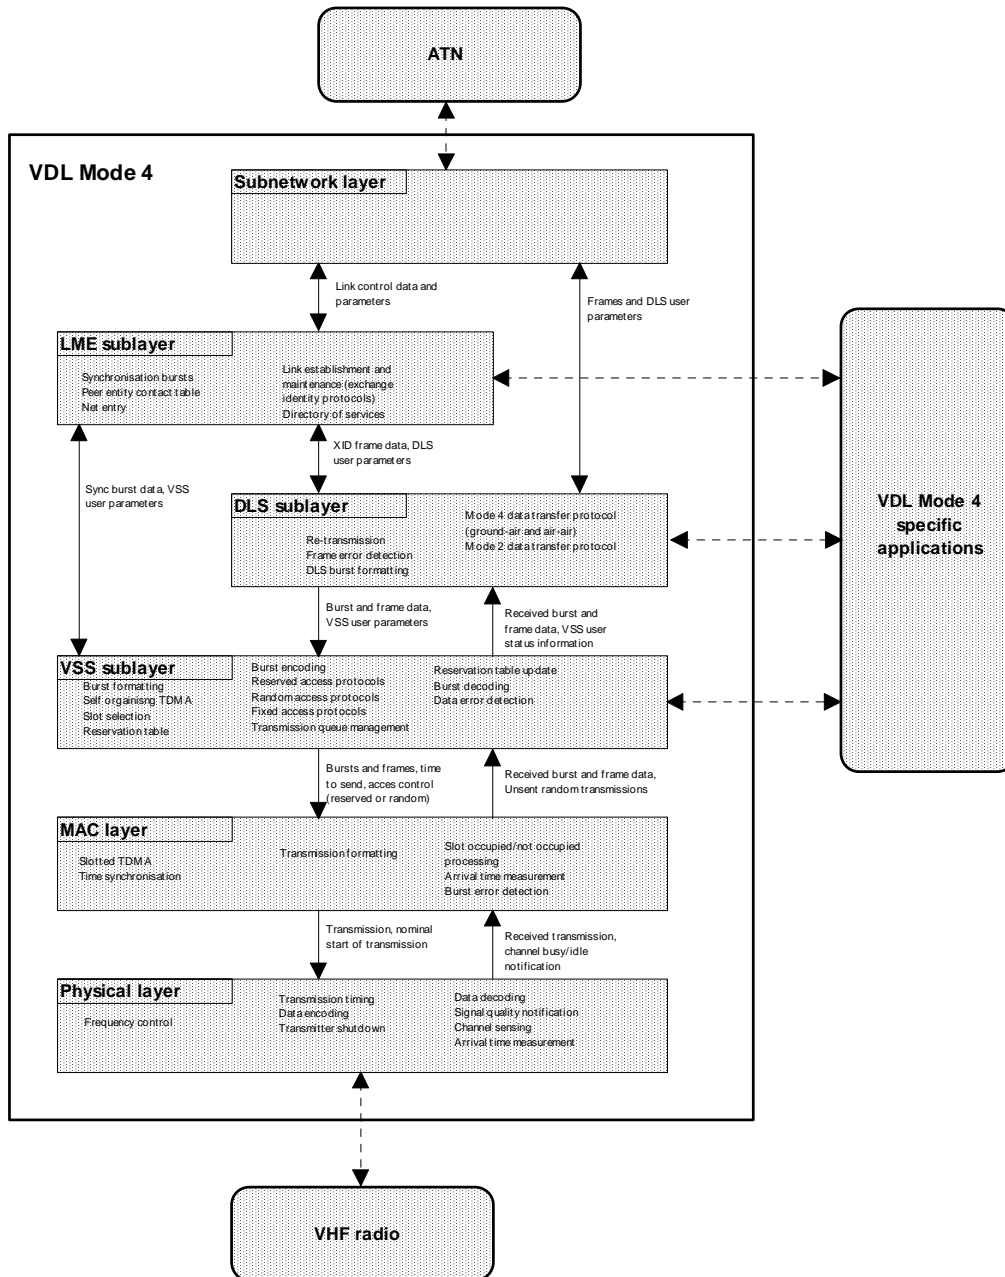 ATN
VDL Mode 4
Subnetwork layer
Link control data and
parameters
Frames and DLS user
parameters
LME sublayer
Synchronisation bursts
Peer entity contact table
Net entry
Link establishment and
maintenance (exchange
identity protocols)
Directory of services
XID frame data, DLS
user parameters
Sync burst data, VSS
user parameters
DLS sublayer
Re-transmission
Frame error detection
DLS burst formatting
Mode 4 data transfer protocol
(ground-air and air-air)
Mode 2 data transfer protocol
VDL Mode 4
specific
applications
Burst and frame data,
VSS user parameters
Received burst and
frame data, VSS user
status information
VSS sublayer
Burst formatting
Self organising TDMA
Slot selection
Reservation table
Burst encoding
Reserved access protocols
Random access protocols
Fixed access protocols
Transmission queue management
Reservation table update
Burst decoding
Data error detection
Bursts and frames, time
to send, acces control
(reserved or random)
Received burst and frame data,
Unsent random transmissions
MAC layer
Slotted TDMA
Time synchronisation
Transmission formatting
Slot occupied/not occupied
processing
Arrival time measurement
Burst error detection
Transmission, nominal
start of transmission
Received transmission,
channel busy/idle
notification
Physical layer
Frequency control
Transmission timing
Data encoding
Transmitter shutdown
Data decoding
Signal quality notification
Channel sensing
Arrival time measurement
VHF radio